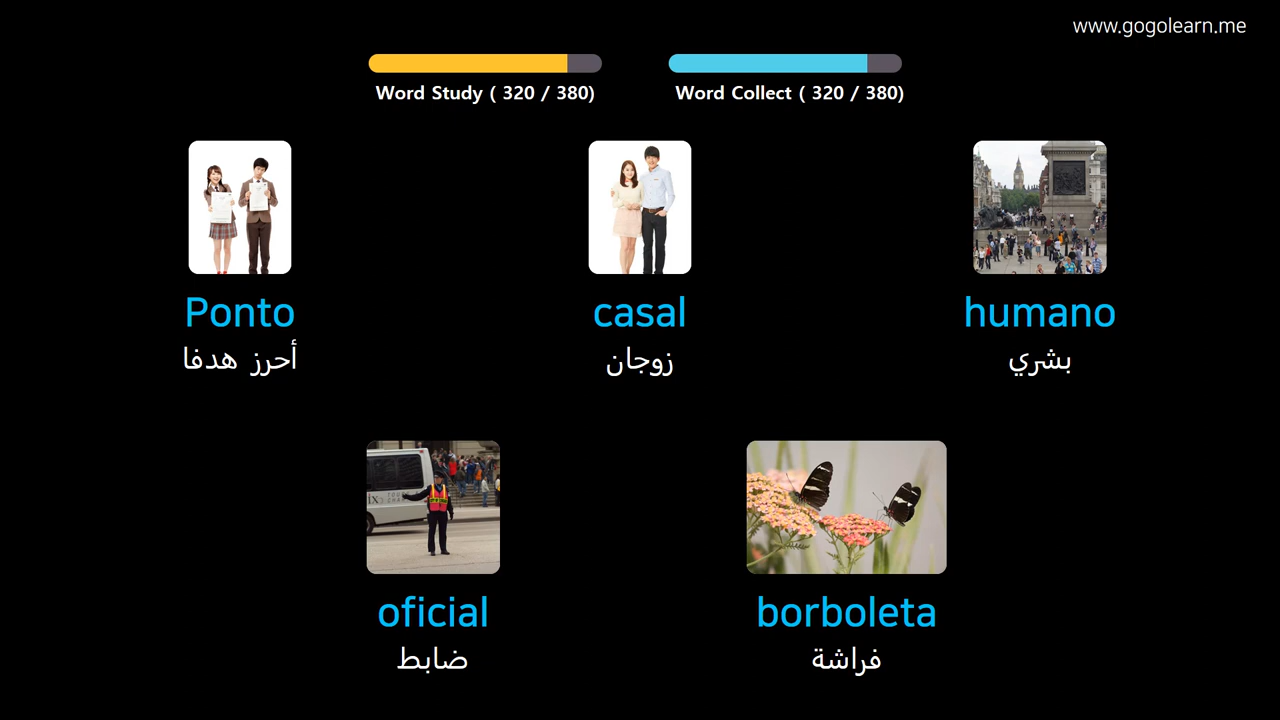 www.gogolearn.me
Word Study ( 320 / 380)
Word Collect ( 320 / 380)
Ponto
أحرز هدفا
casal
زوجان
humano
بشري
oficial
ضابط
borboleta
فراشة